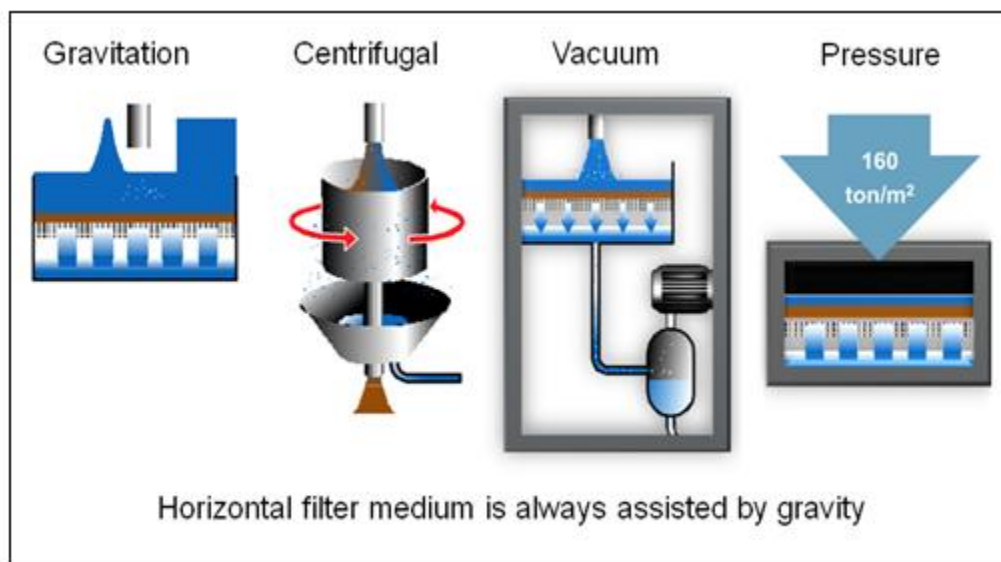 Gravitation
Centrifugal
Vacuum
Pressure
160
ton/m²
Horizontal filter medium is always assisted by gravity